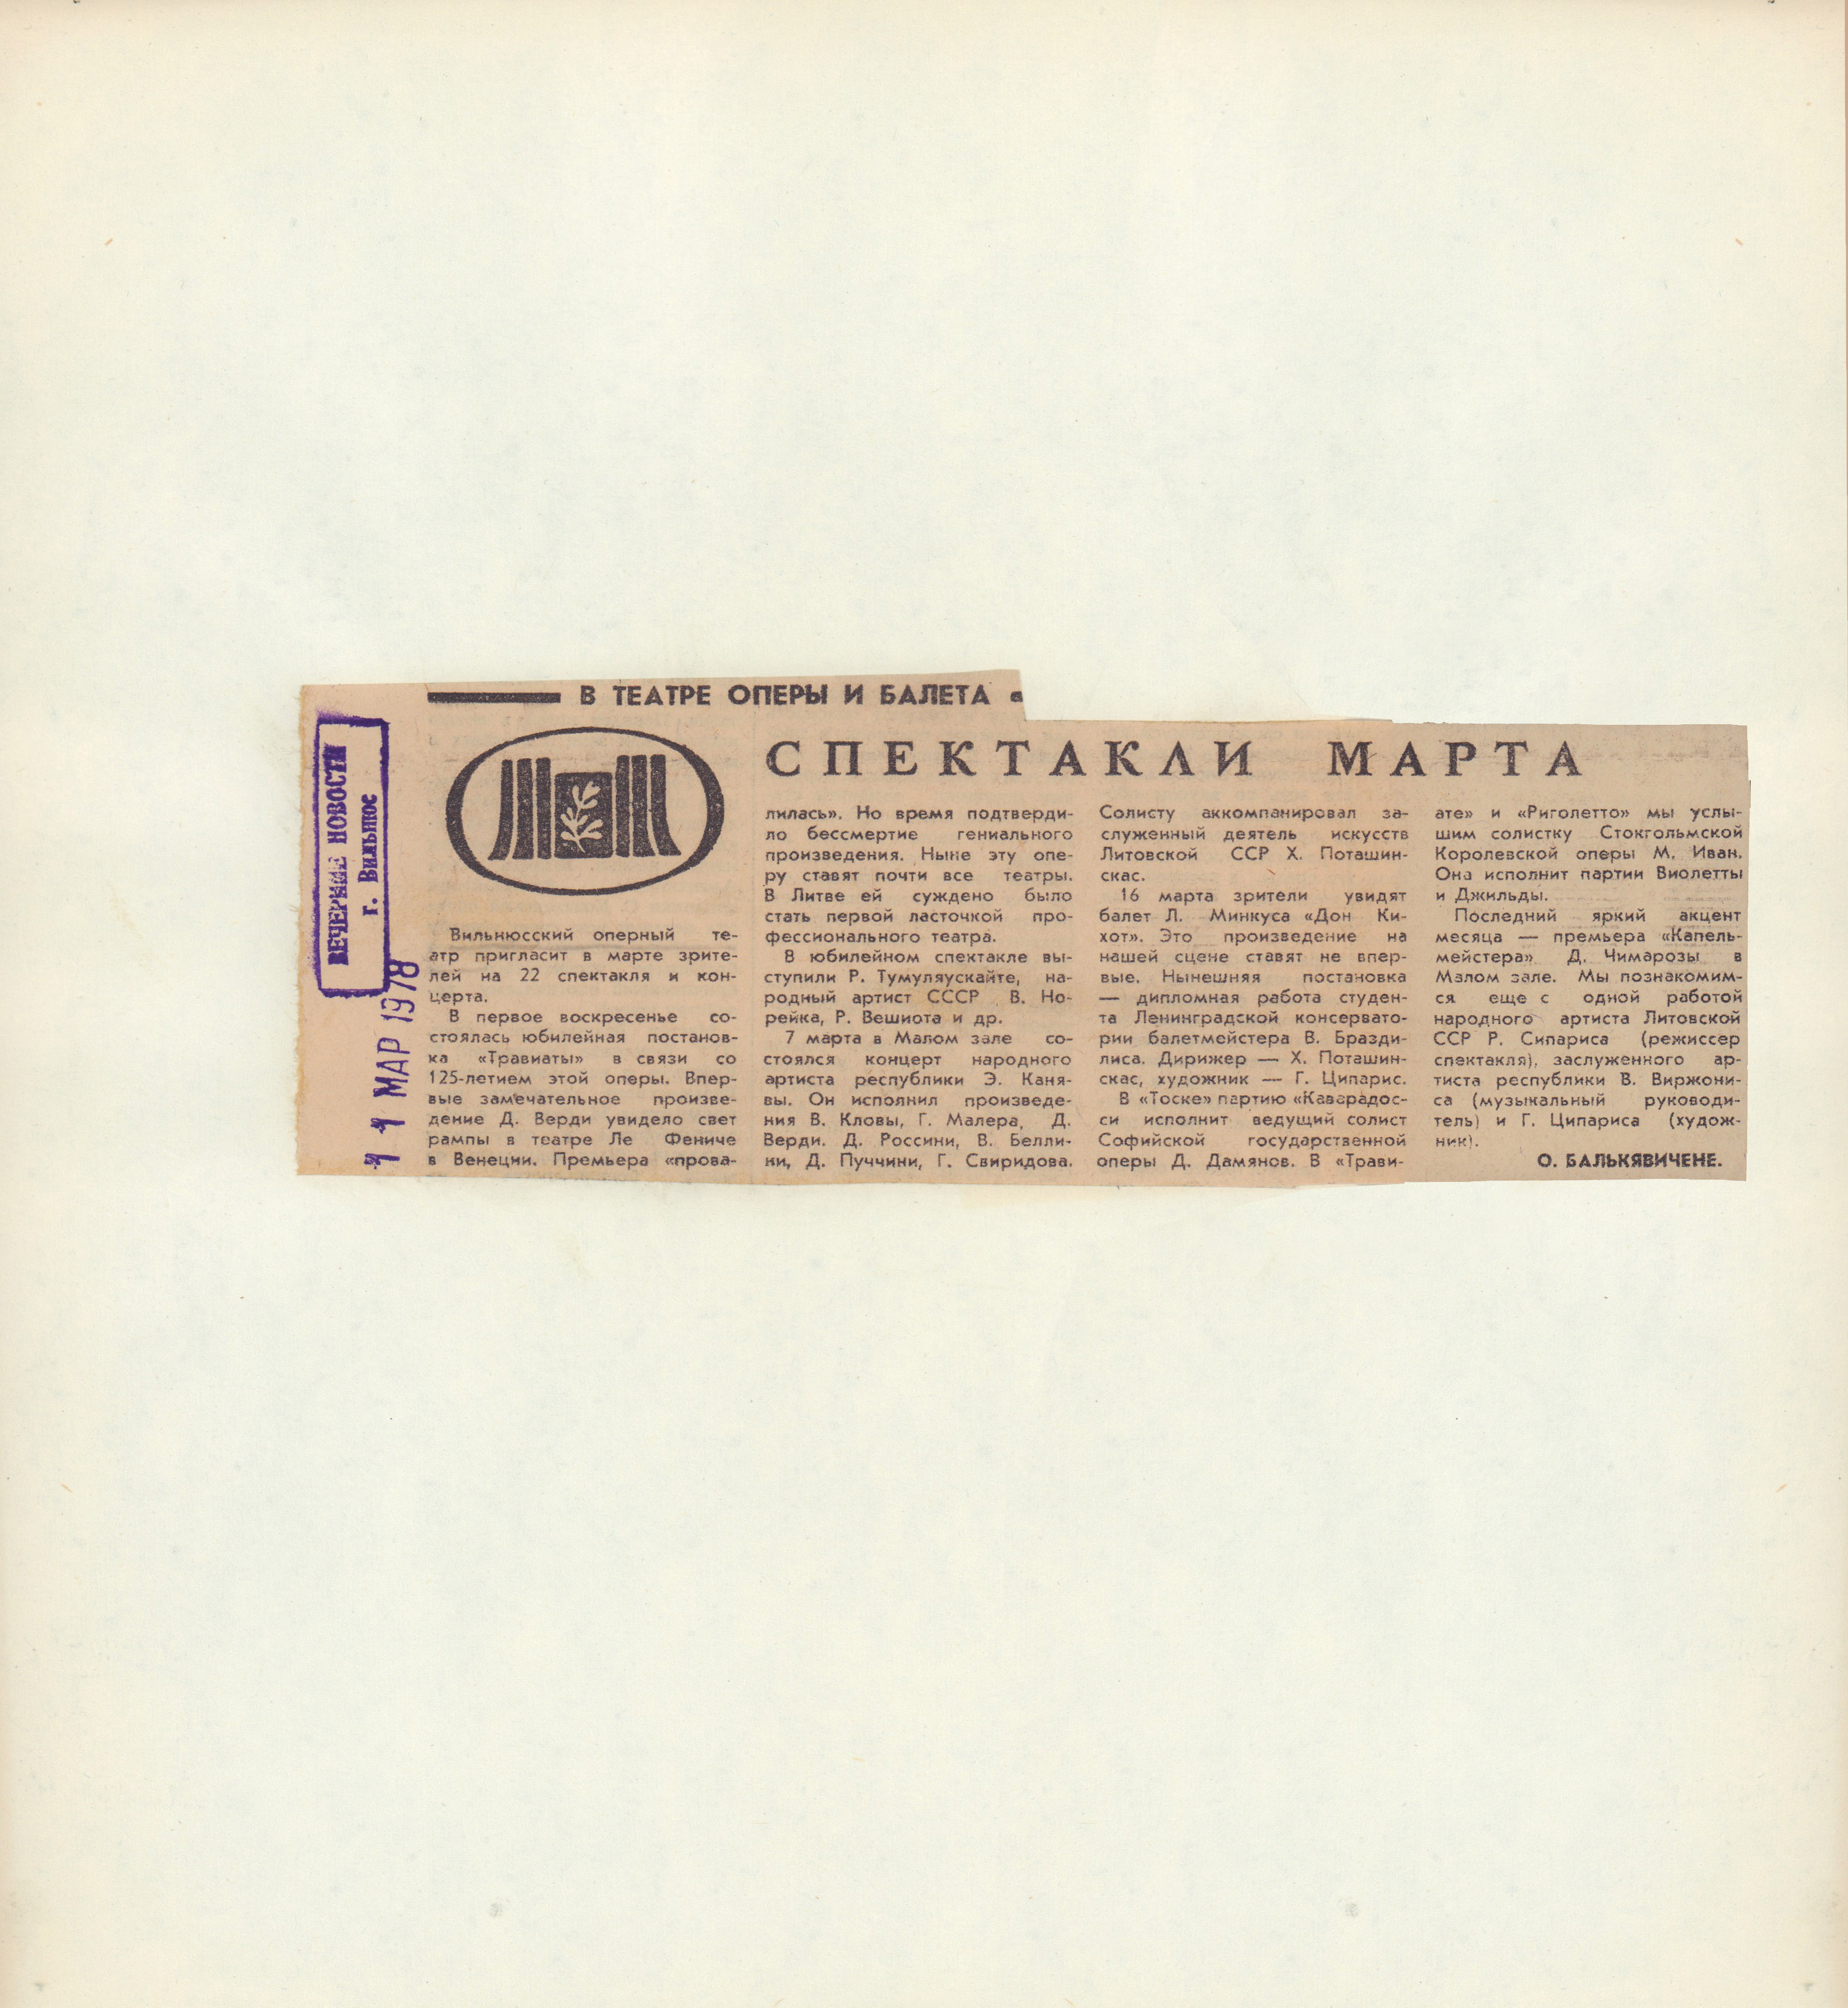 ВЕЧЕРНИЕ НОВОСТИ
г. Вильнюс
11 МАР 1978
В ТЕАТРЕ ОПЕРЫ И БАЛЕТА
СПЕКТАКЛИ МАРТА
Вильнюсский оперный те-
атр пригласит в марте зрите-
лей на 22 спектакля и кон-
церта.
В первое воскресенье со-
стоялась юбилейная постанов-
ка «Травиаты» в связи со
125-летием этой оперы. Впер-
вые замечательное произве-
дение Д. Верди увидело свет
рампы в театре Ле Фениче
в Венеции. Премьера «прова-
лилась». Но время подтверди-
ло бессмертие гениального
произведения. Ныне эту опе-
ру ставят почти все театры.
В Литве ей суждено было
стать первой ласточкой про-
фессионального театра.
В юбилейном спектакле вы-
ступили Р. Тумуляускайте, на-
родный артист СССР В. Но-
рейка, Р. Вешиота и др.
7 марта в Малом зале со-
стоялся концерт народного
артиста республики Э. Каня-
вы. Он исполнил произведе-
ния В. Кловы, Г. Малера, Д.
Верди. Д. Россини, В. Белли-
ни, Д. Пуччини, Г. Свиридова.
Солисту аккомпанировал за-
служенный деятель искусств
Литовской ССР Х. Поташин-
скас.
16 марта зрители увидят
балет Л. Минкуса «Дон Ки-
хот». Это произведение на
нашей сцене ставят не впер-
вые. Нынешняя постановка
— дипломная работа студен-
та Ленинградской консервато-
рии балетмейстера В. Бразди-
лиса. Дирижер — Х. Поташин-
скас, художник — Г. Ципарис.
В «Тоске» партию «Каварадос-
си исполнит ведущий солист
Софийской государственной
оперы Д. Дамянов. В «Трави-
ате» и «Риголетто» мы услы-
шим солистку Стокгольмской
Королевской оперы М. Иван.
Она исполнит партии Виолетты
и Джильды.
Последний яркий акцент
месяца — премьера «Капель-
мейстера» Д. Чимарозы в
Малом зале. Мы познакомим-
ся еще с одной работой
народного артиста Литовской
ССР Р. Сипариса (режиссер
спектакля), заслуженного ар-
тиста республики В. Виржони-
са (музыкальный руководи-
тель) и Г. Ципариса (худож-
ник).
О. БАЛЬКЯВИЧЕНЕ.